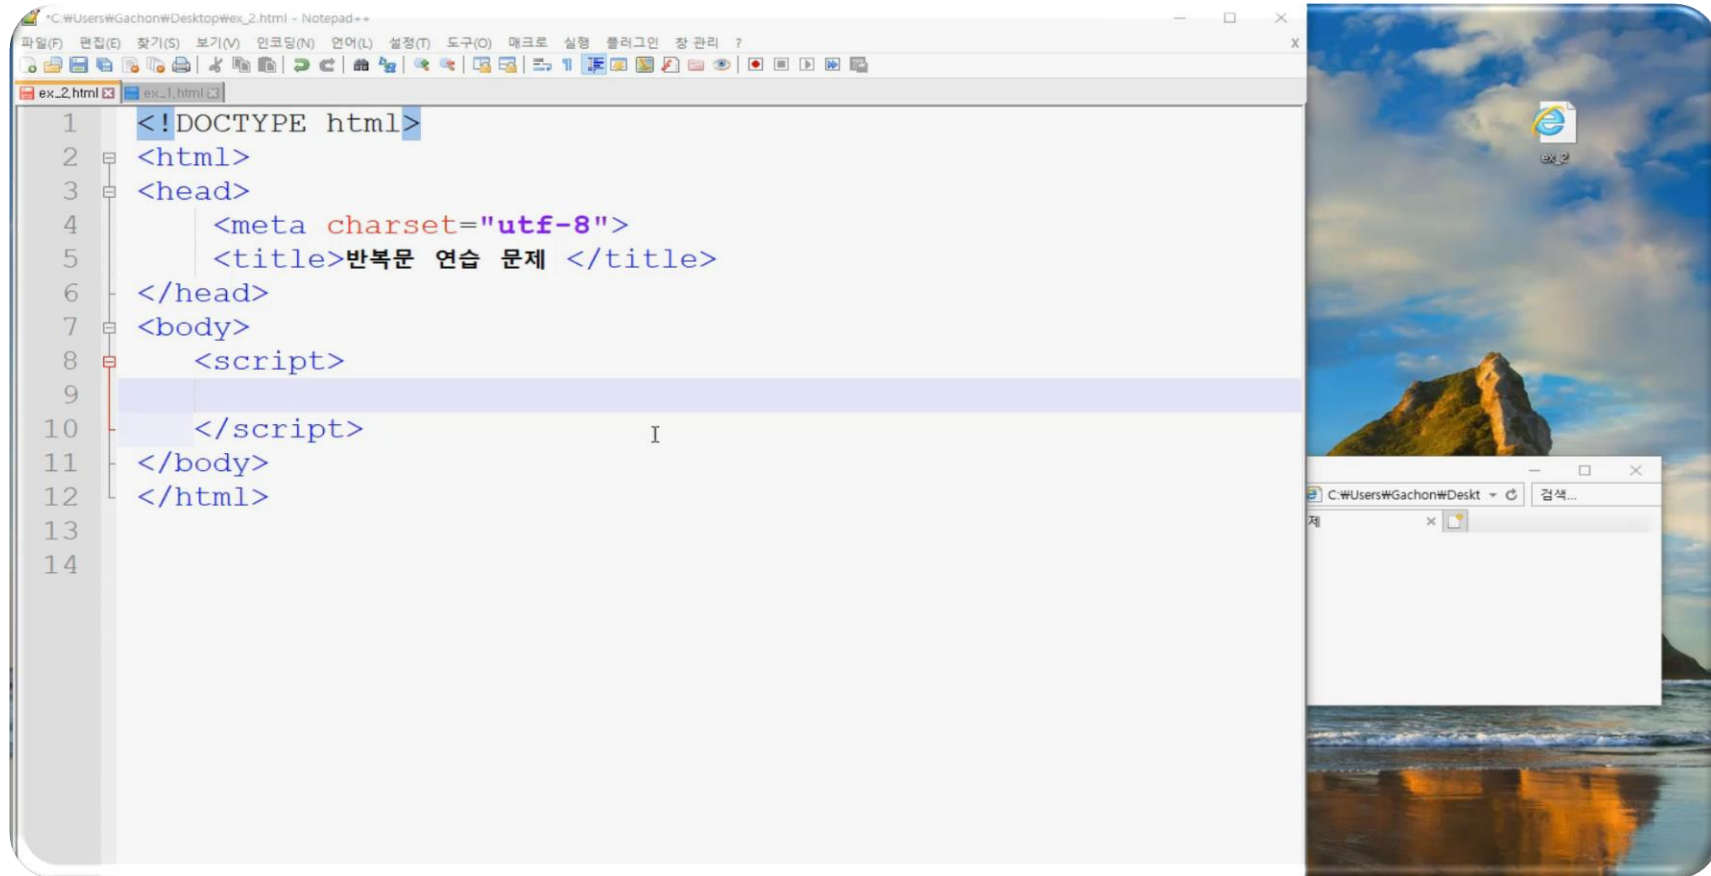 *C:₩Users₩Gachon₩Desktop₩ex_2.html - Notepad++
파일(F) 편집(E) 찾기(S) 보기(V) 인코딩(N) 언어(L) 설정(T) 도구(O) 매크로 실행 플러그인 창 관리 ? X
ex_2.html ex_1.html
1 <!DOCTYPE html>
2 <html>
3 <head>
4 <meta charset="utf-8">
5 <title>반복문 연습 문제 </title>
6 </head>
7 <body>
8 <script>
9
10 </script>
11 </body>
12 </html>
13
14
ex_2
C:₩Users₩Gachon₩Deskt 검색...
제